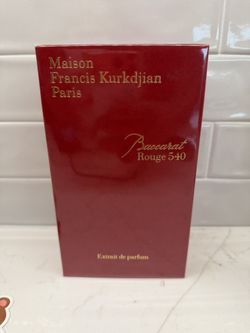 Maison
Francis Kurkdjian
Paris
Baccarat
Rouge 540
Extrait de parfum